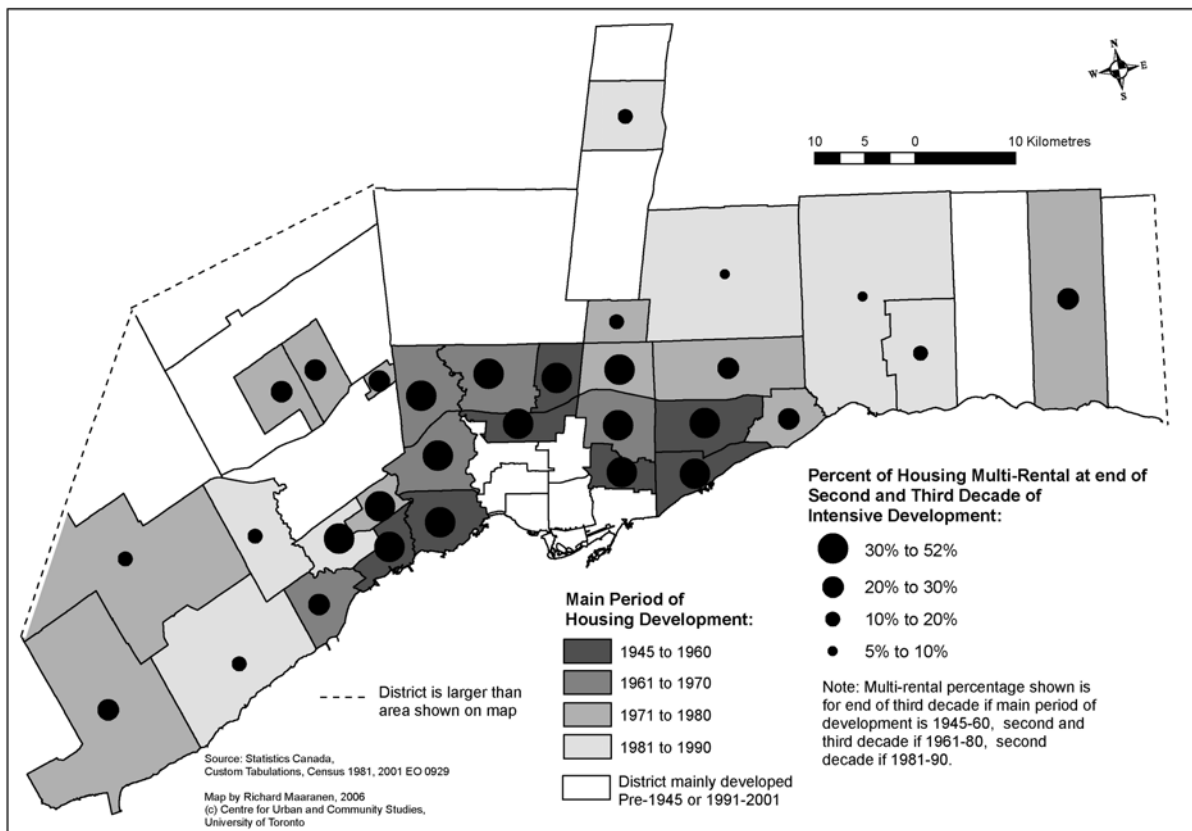 N
W E
S
10 5 0 10 Kilometres
Percent of Housing Multi-Rental at end of
Second and Third Decade of
Intensive Development:
30% to 52%
20% to 30%
10% to 20%
5% to 10%
Note: Multi-rental percentage shown is
for end of third decade if main period of
development is 1945-60, second and
third decade if 1961-80, second
decade if 1981-90.
Main Period of
Housing Development:
1945 to 1960
1961 to 1970
1971 to 1980
1981 to 1990
District mainly developed
Pre-1945 or 1991-2001
District is larger than
area shown on map
Source: Statistics Canada,
Custom Tabulations, Census 1981, 2001 EO 0929
Map by Richard Maaranen, 2006
(c) Centre for Urban and Community Studies,
University of Toronto